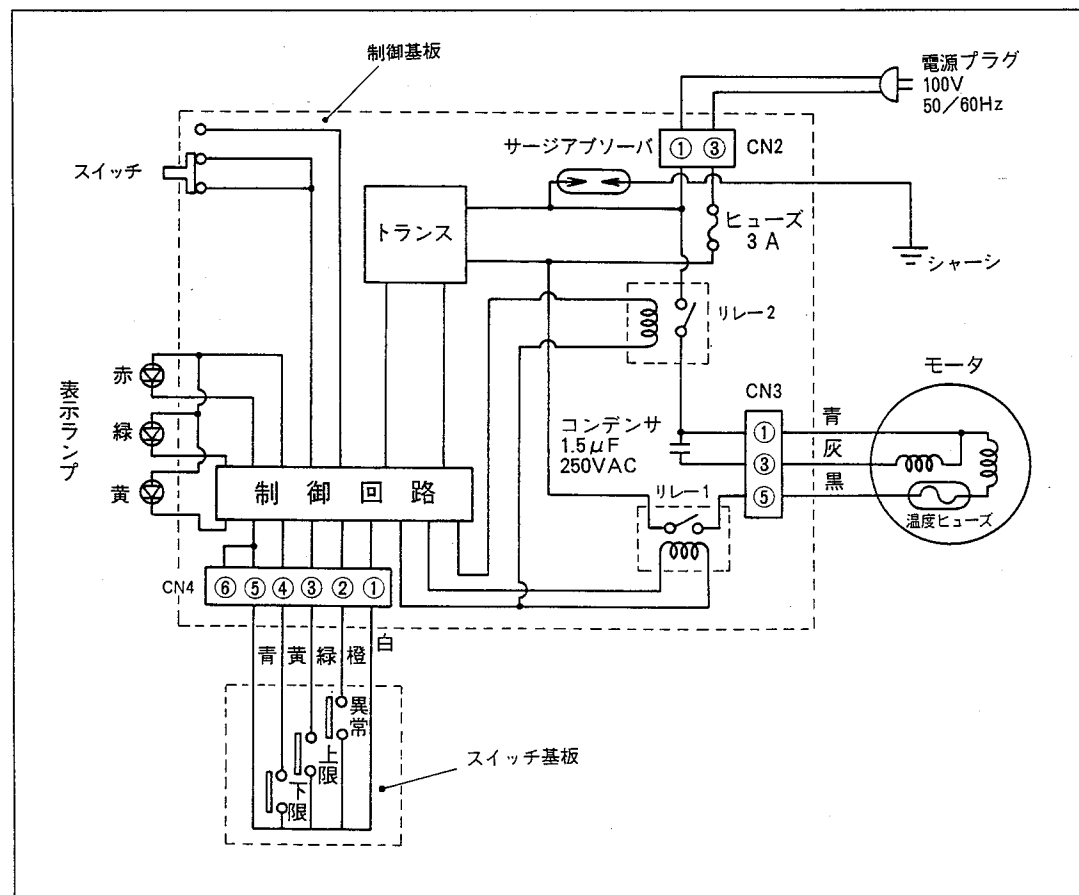 制御基板
電源プラグ
100V
50/60Hz
サージアブソーバ
① ③
CN2
スイッチ
トランス
ヒューズ
3A
シャーシ
リレー2
モータ
表示ランプ
赤
緑
黄
コンデンサ
1.5μF
250VAC
CN3
①
③
⑤
青
灰
黒
温度ヒューズ
リレー1
制御回路
CN4
⑥ ⑤ ④ ③ ② ①
青 黄 緑 橙 白
異常
上限
下限
スイッチ基板